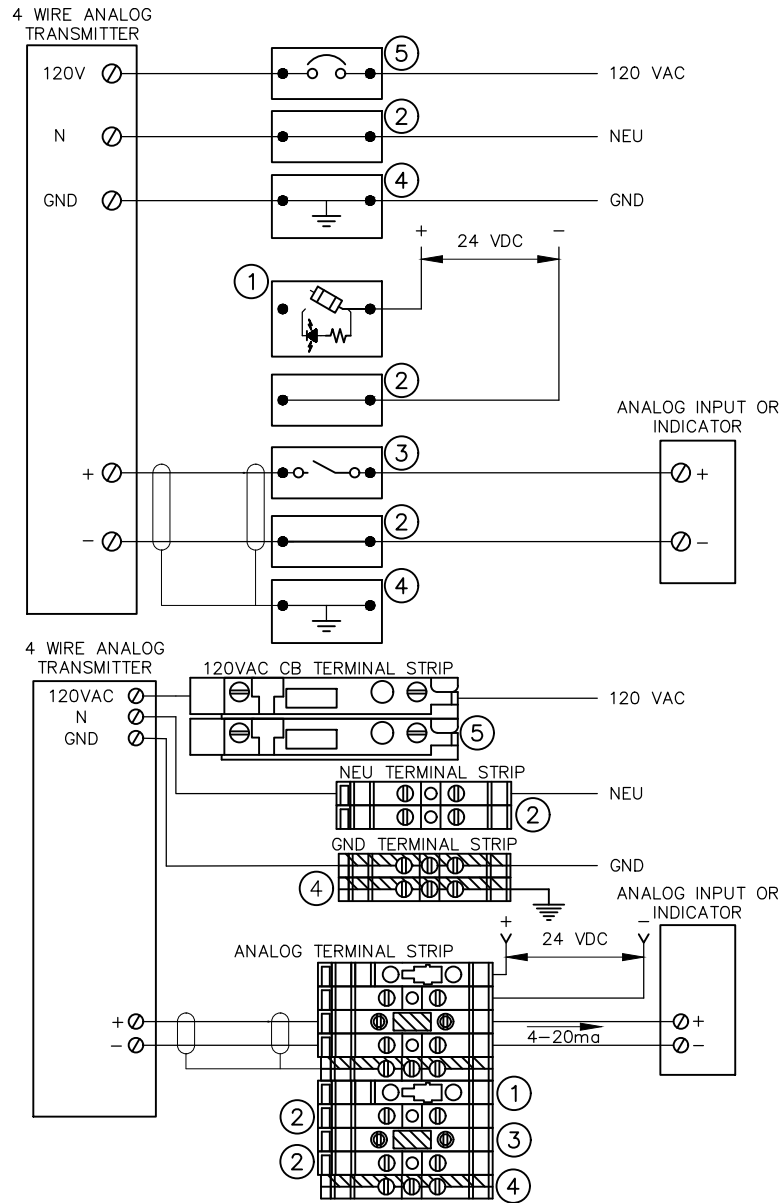 4 WIRE ANALOG
TRANSMITTER
120V
5
120 VAC
N
2
NEU
GND
4
GND
+
24 VDC
−
1
2
ANALOG INPUT OR
INDICATOR
+
3
+
−
2
−
4
4 WIRE ANALOG
TRANSMITTER
120VAC CB TERMINAL STRIP
120VAC
120 VAC
N
GND
5
NEU TERMINAL STRIP
NEU
2
GND TERMINAL STRIP
GND
4
ANALOG INPUT OR
INDICATOR
+
24 VDC
−
ANALOG TERMINAL STRIP
+
+
4−20ma
−
−
1
2
3
2
4